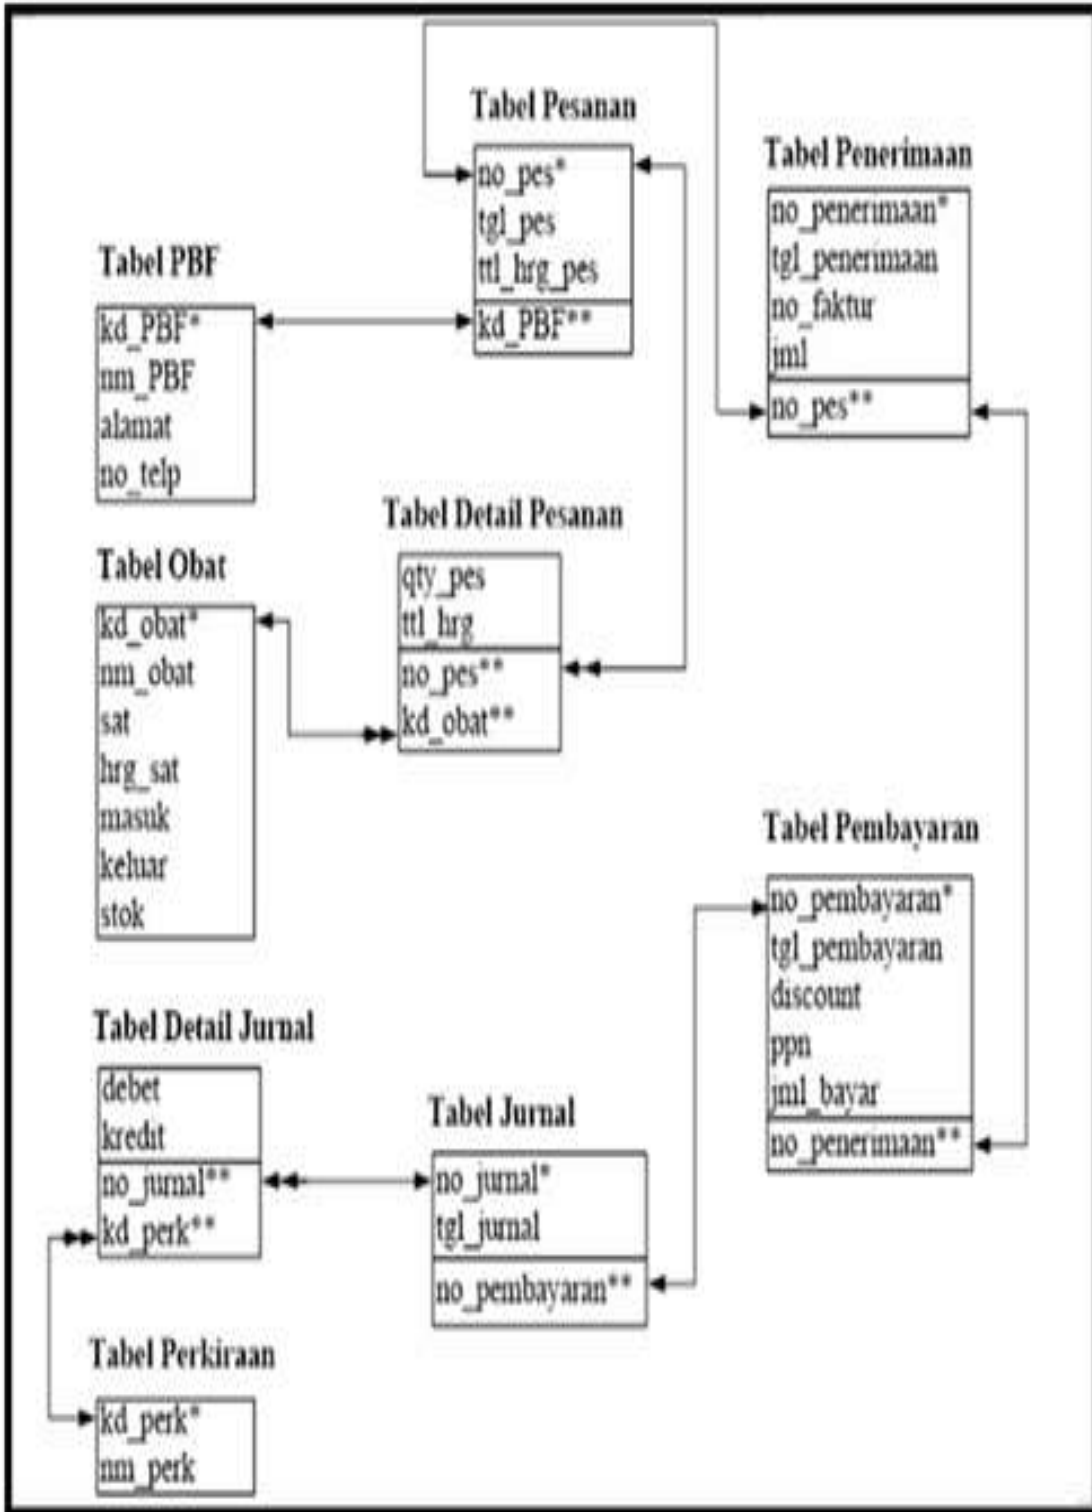 Tabel Pesanan
no_pes*
tgl_pes
ttl_hrg_pes
kd_PBF**
Tabel Penerimaan
no_penerimaan*
tgl_penerimaan
no_faktur
jml
no_pes**
Tabel PBF
kd_PBF*
nm_PBF
alamat
no_telp
Tabel Detail Pesanan
qty_pes
ttl_hrg
no_pes**
kd_obat**
Tabel Obat
kd_obat*
nm_obat
sat
hrg_sat
masuk
keluar
stok
Tabel Pembayaran
no_pembayaran*
tgl_pembayaran
discount
ppn
jml_bayar
no_penerimaan**
Tabel Detail Jurnal
debet
kredit
no_jurnal**
kd_perk**
Tabel Jurnal
no_jurnal*
tgl_jurnal
no_pembayaran**
Tabel Perkiraan
kd_perk*
nm_perk